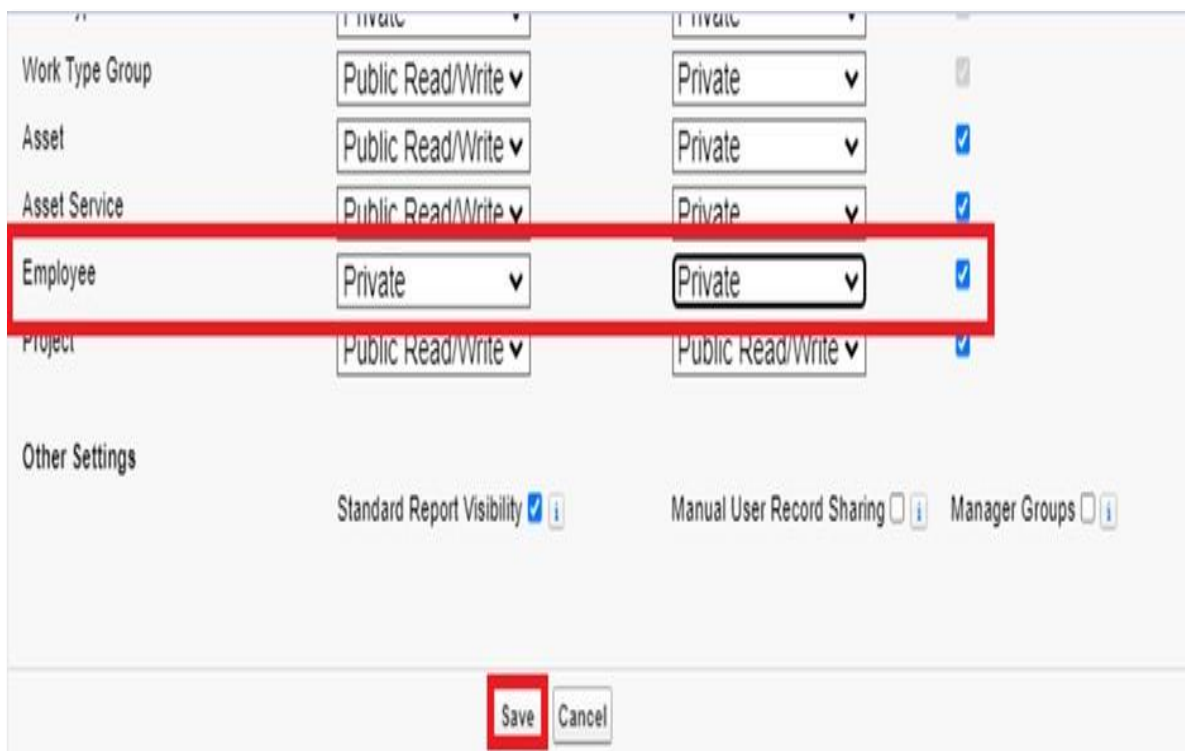 Private Private
Work Type Group Public Read/Write Private
Asset Public Read/Write Private
Asset Service Public Read/Write Private
Employee Private Private
Project Public Read/Write Public Read/Write
Other Settings
Standard Report Visibility i Manual User Record Sharing i Manager Groups i
Save Cancel